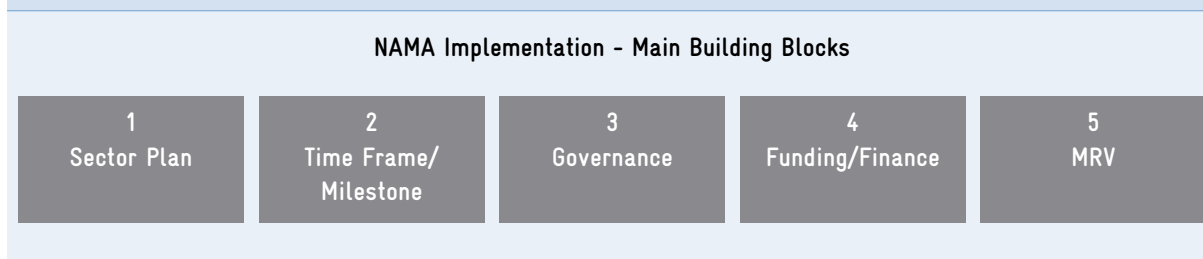 NAMA Implementation - Main Building Blocks
1
Sector Plan
2
Time Frame/
Milestone
3
Governance
4
Funding/Finance
5
MRV